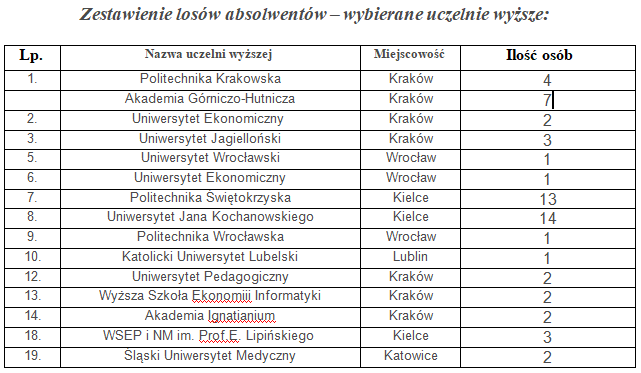 Zestawienie losów absolwentów – wybierane uczelnie wyższe:
Lp. Nazwa uczelni wyższej Miejscowość Ilość osób
1. Politechnika Krakowska Kraków 4
Akademia Górniczo-Hutnicza Kraków 7
2. Uniwersytet Ekonomiczny Kraków 2
3. Uniwersytet Jagielloński Kraków 3
5. Uniwersytet Wrocławski Wrocław 1
6. Uniwersytet Ekonomiczny Wrocław 1
7. Politechnika Świętokrzyska Kielce 13
8. Uniwersytet Jana Kochanowskiego Kielce 14
9. Politechnika Wrocławska Wrocław 1
10. Katolicki Uniwersytet Lubelski Lublin 1
12. Uniwersytet Pedagogiczny Kraków 2
13. Wyższa Szkoła Ekonomiii Informatyki Kraków 2
14. Akademia Ignatianium Kraków 2
18. WSEP i NM im. Prof.E. Lipińskiego Kielce 3
19. Śląski Uniwersytet Medyczny Katowice 2